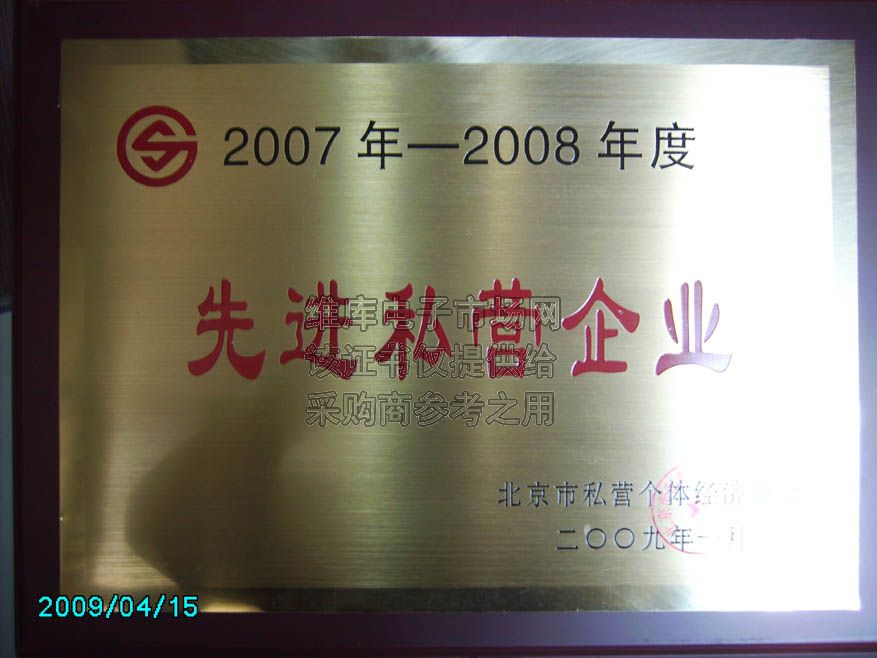 2007年—2008年度
先进私营企业
维库电子市场网
该证书仅提供给
采购商参考之用
北京市私营个体经济
二〇〇九年一月
2009/04/15